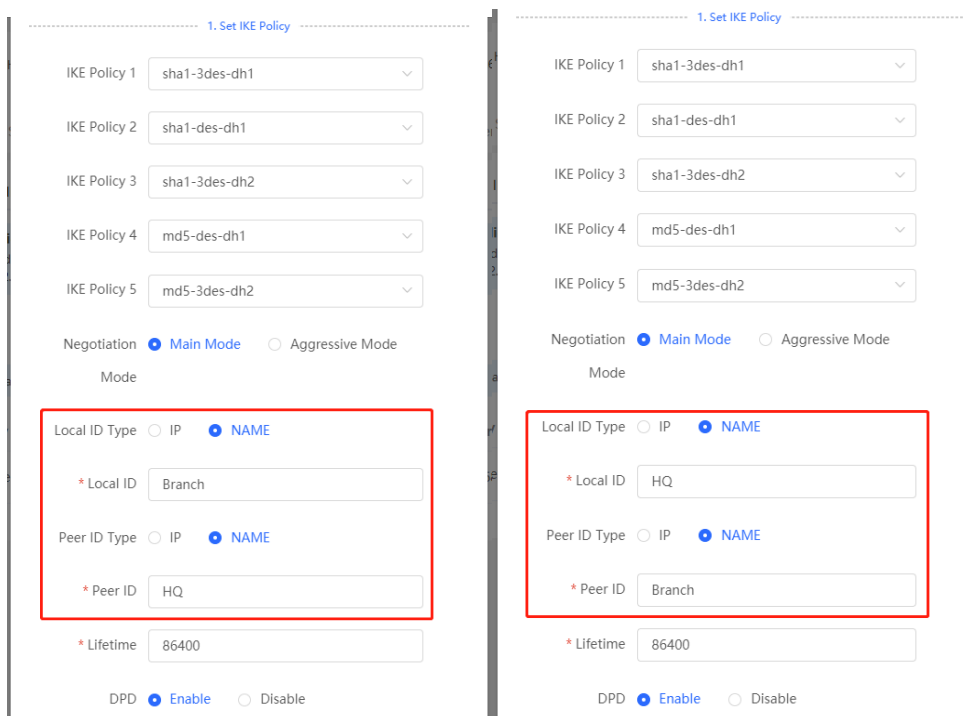 1. Set IKE Policy
IKE Policy 1 sha1-3des-dh1
IKE Policy 2 sha1-des-dh1
IKE Policy 3 sha1-3des-dh2
IKE Policy 4 md5-des-dh1
IKE Policy 5 md5-3des-dh2
Negotiation Main Mode Aggressive Mode
Mode
Local ID Type IP NAME
* Local ID Branch
Peer ID Type IP NAME
* Peer ID HQ
* Lifetime 86400
DPD Enable Disable
1. Set IKE Policy
IKE Policy 1 sha1-3des-dh1
IKE Policy 2 sha1-des-dh1
IKE Policy 3 sha1-3des-dh2
IKE Policy 4 md5-des-dh1
IKE Policy 5 md5-3des-dh2
Negotiation Main Mode Aggressive Mode
Mode
Local ID Type IP NAME
* Local ID HQ
Peer ID Type IP NAME
* Peer ID Branch
* Lifetime 86400
DPD Enable Disable